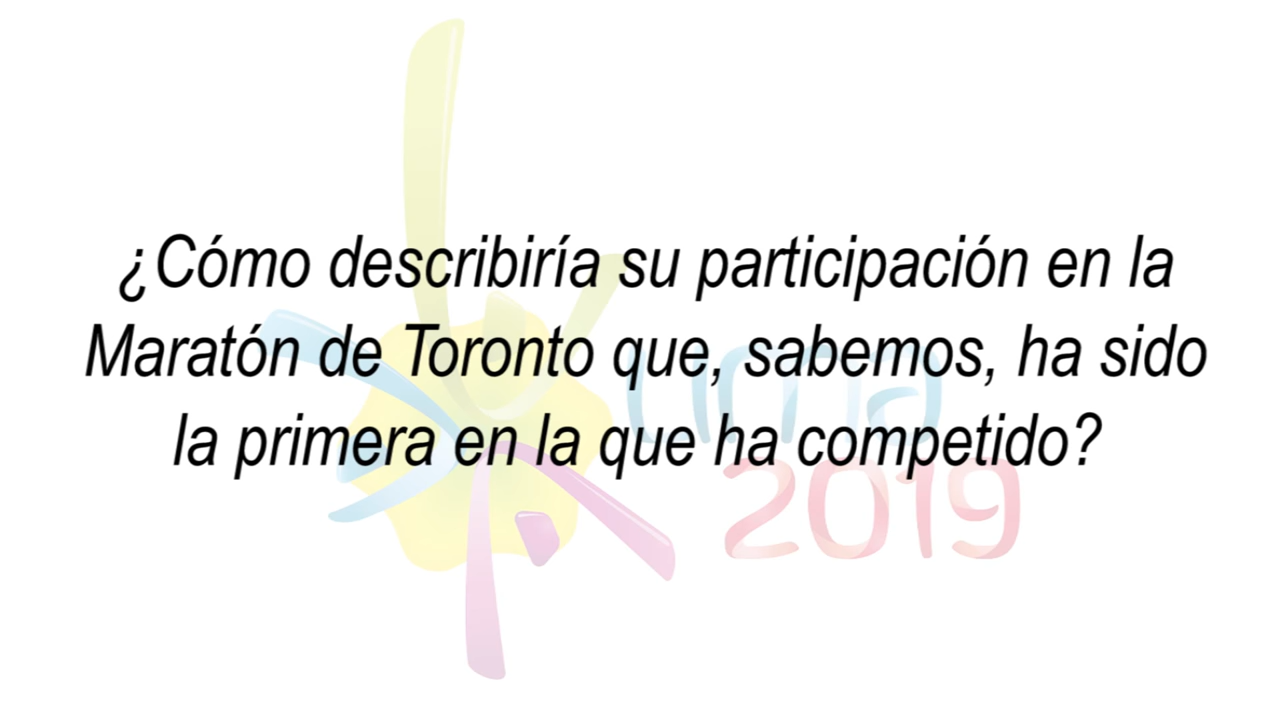 ¿Cómo describiría su participación en la
Maratón de Toronto que, sabemos, ha sido
la primera en la que ha competido?
lima
2019